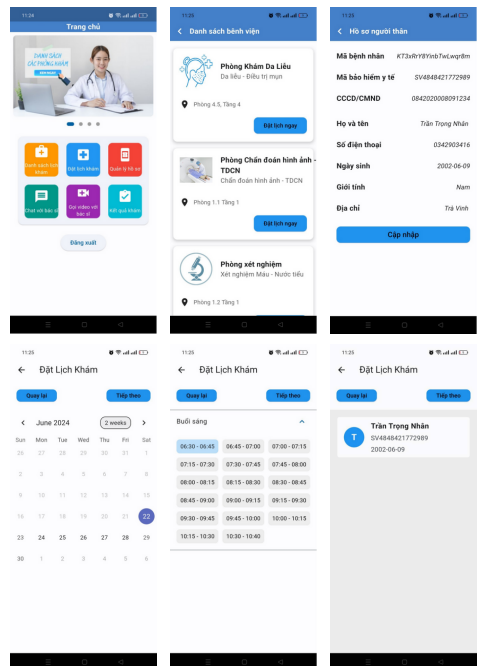 11:24
Trang chủ
DANH SÁCH
CÁC PHÒNG KHÁM
Danh sách lịch khám
Đặt lịch khám
Quản lý hồ sơ
Chat với bác sĩ
Gọi video với bác sĩ
Kết quả khám
Đăng xuất
11:25
Danh sách bệnh viện
Phòng Khám Da Liễu
Da liễu - Điều trị mụn
Phòng 4.5, Tầng 4
Đặt lịch ngay
Phòng Chẩn đoán hình ảnh -
TDCN
Chẩn đoán hình ảnh - TDCN
Phòng 1.1 Tầng 1
Đặt lịch ngay
Phòng xét nghiệm
Xét nghiệm Máu - Nước tiểu
Phòng 1.2 Tầng 1
11:25
Hồ sơ người thân
Mã bệnh nhân KT3xRrY8YinbTwLwqr8m
Mã bảo hiểm y tế SV4848421772989
CCCD/CMND 0842020008091234
Họ và tên Trần Trọng Nhân
Số điện thoại 0342903416
Ngày sinh 2002-06-09
Giới tính Nam
Địa chỉ Trà Vinh
Cập nhập
11:25
Đặt Lịch Khám
Quay lại Tiếp theo
June 2024 2 weeks
Sun Mon Tue Wed Thu Fri Sat
26 27 28 29 30 31 1
2 3 4 5 6 7 8
9 10 11 12 13 14 15
16 17 18 19 20 21 22
23 24 25 26 27 28 29
30 1 2 3 4 5 6
11:25
Đặt Lịch Khám
Quay lại Tiếp theo
Buổi sáng
06:30 - 06:45 06:45 - 07:00 07:00 - 07:15
07:15 - 07:30 07:30 - 07:45 07:45 - 08:00
08:00 - 08:15 08:15 - 08:30 08:30 - 08:45
08:45 - 09:00 09:00 - 09:15 09:15 - 09:30
09:30 - 09:45 09:45 - 10:00 10:00 - 10:15
10:15 - 10:30 10:30 - 10:40
11:25
Đặt Lịch Khám
Quay lại Tiếp theo
T
Trần Trọng Nhân
SV4848421772989
2002-06-09